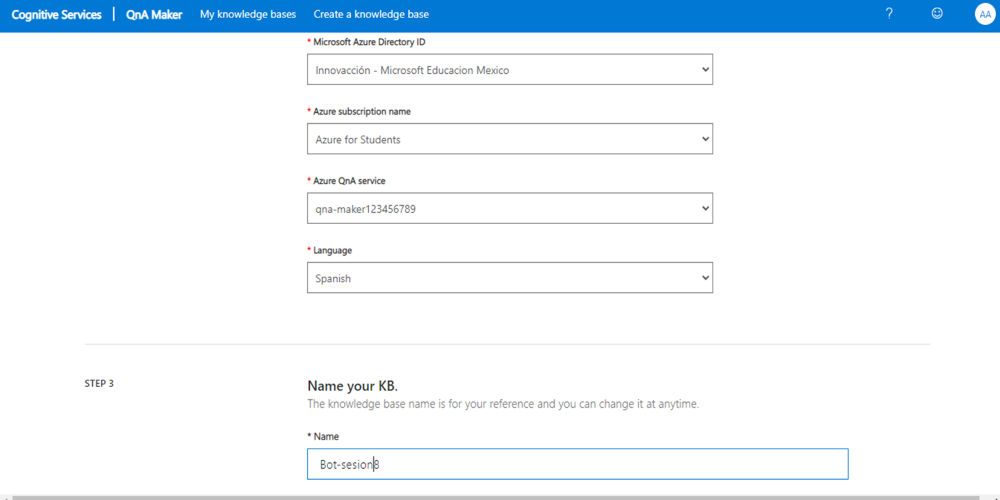 Cognitive Services | QnA Maker My knowledge bases Create a knowledge base ? AA
* Microsoft Azure Directory ID
Innovacción - Microsoft Educacion Mexico
* Azure subscription name
Azure for Students
* Azure QnA service
qna-maker123456789
* Language
Spanish
STEP 3
Name your KB.
The knowledge base name is for your reference and you can change it at anytime.
* Name
Bot-sesion8